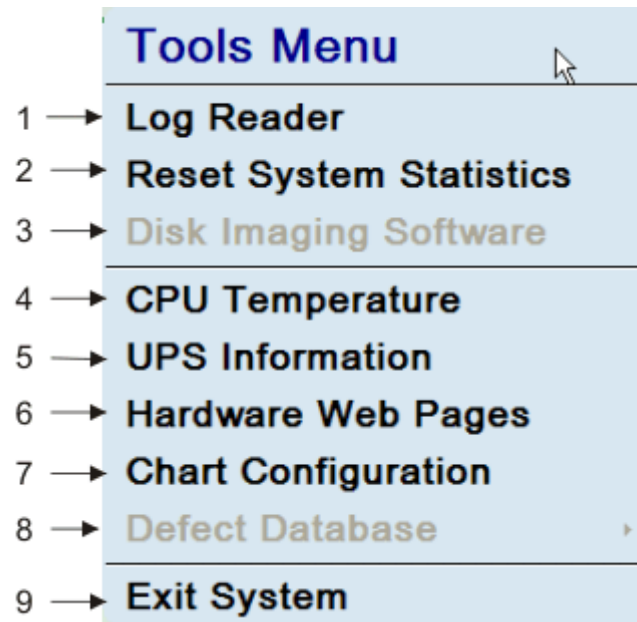 Tools Menu
1 Log Reader
2 Reset System Statistics
3 Disk Imaging Software
4 CPU Temperature
5 UPS Information
6 Hardware Web Pages
7 Chart Configuration
8 Defect Database
9 Exit System